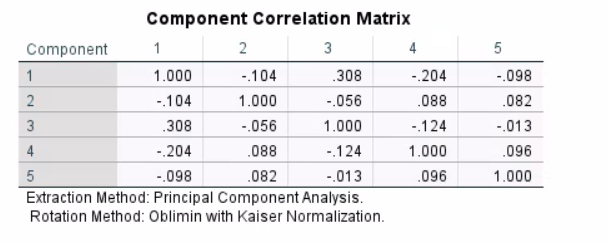 Component Correlation Matrix
Component 1 2 3 4 5
1 1.000 -.104 .308 -.204 -.098
2 -.104 1.000 -.056 .088 .082
3 .308 -.056 1.000 -.124 -.013
4 -.204 .088 -.124 1.000 .096
5 -.098 .082 -.013 .096 1.000
Extraction Method: Principal Component Analysis.
Rotation Method: Oblimin with Kaiser Normalization.